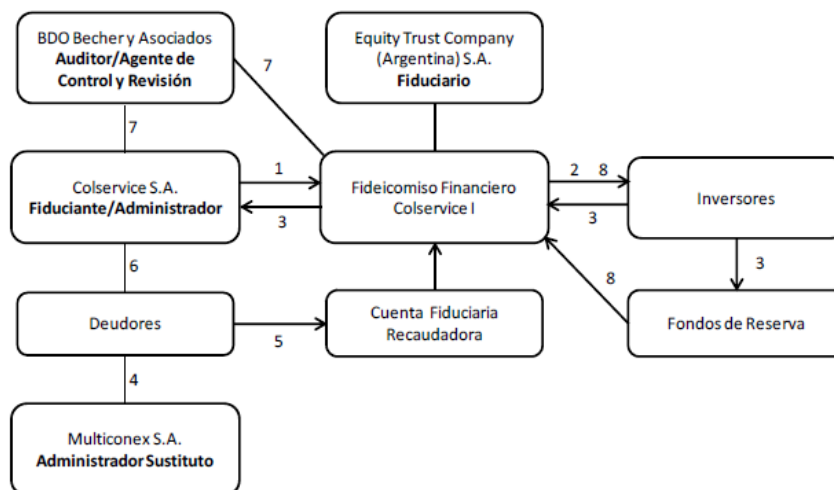 BDO Becher y Asociados
Auditor/Agente de
Control y Revisión
Equity Trust Company
(Argentina) S.A.
Fiduciario
7
7
Colservice S.A.
Fiduciante/Administrador
1
3
Fideicomiso Financiero
Colservice I
2 8
3
Inversores
6
8
3
Deudores
5
Cuenta Fiduciaria
Recaudadora
Fondos de Reserva
4
Multiconex S.A.
Administrador Sustituto